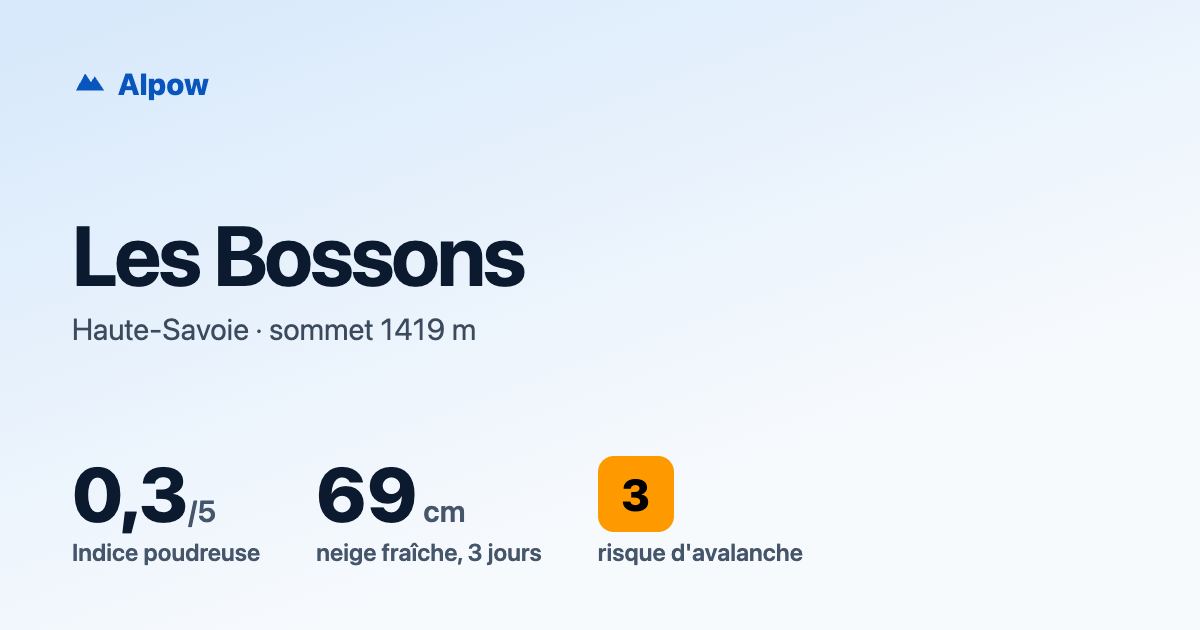 Alpow
Les Bossons
Haute-Savoie · sommet 1419 m
0,3/5
Indice poudreuse
69 cm
neige fraîche, 3 jours
3
risque d'avalanche